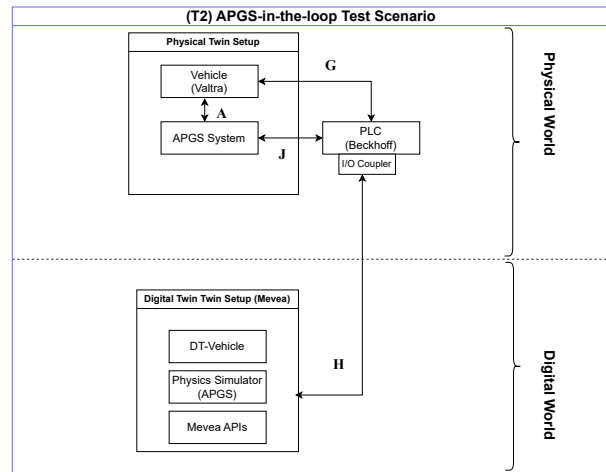 (T2) APGS-in-the-loop Test Scenario
Physical Twin Setup
Vehicle
(Valtra)
G
A
APGS System
J
PLC
(Beckhoff)
I/O Coupler
Physical World
Digital Twin Twin Setup (Mevea)
DT-Vehicle
H
Physics Simulator
(APGS)
Mevea APIs
Digital World